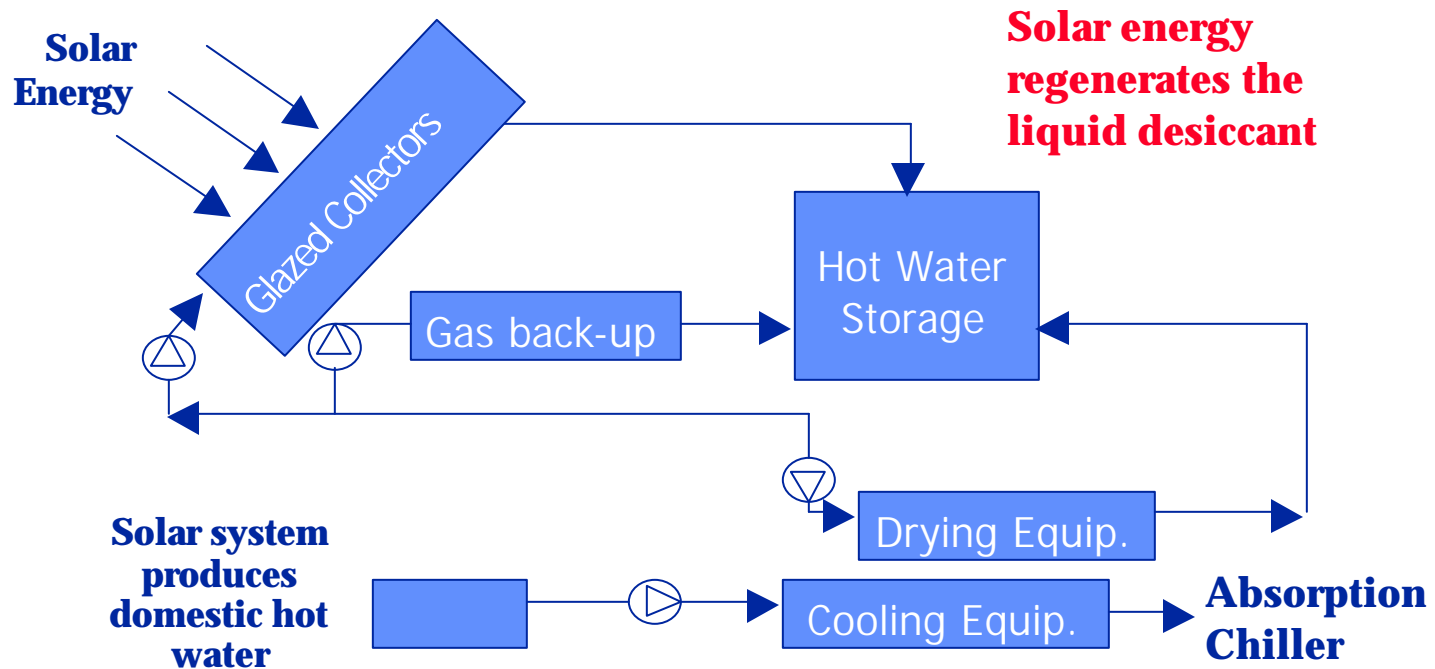 Solar
Energy
Solar energy
regenerates the
liquid desiccant
Glazed Collectors
Hot Water
Storage
Gas back-up
Drying Equip.
Solar system
produces
domestic hot
water
Cooling Equip.
Absorption
Chiller